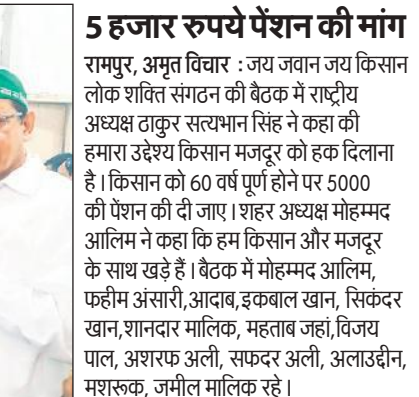 5 हजार रुपये पेंशन की मांग
रामपुर, अमृत विचार : जय जवान जय किसान
लोक शक्ति संगठन की बैठक में राष्ट्रीय
अध्यक्ष ठाकुर सत्यभान सिंह ने कहा की
हमारा उद्देश्य किसान मजदूर को हक दिलाना
है। किसान को 60 वर्ष पूर्ण होने पर 5000
की पेंशन की दी जाए। शहर अध्यक्ष मोहम्मद
आलिम ने कहा कि हम किसान और मजदूर
के साथ खड़े हैं। बैठक में मोहम्मद आलिम,
फहीम अंसारी,आदाब,इकबाल खान, सिकंदर
खान,शानदार मालिक, महताब जहां,विजय
पाल, अशरफ अली, सफदर अली, अलाउद्दीन,
मशरूक, जमील मालिक रहे।